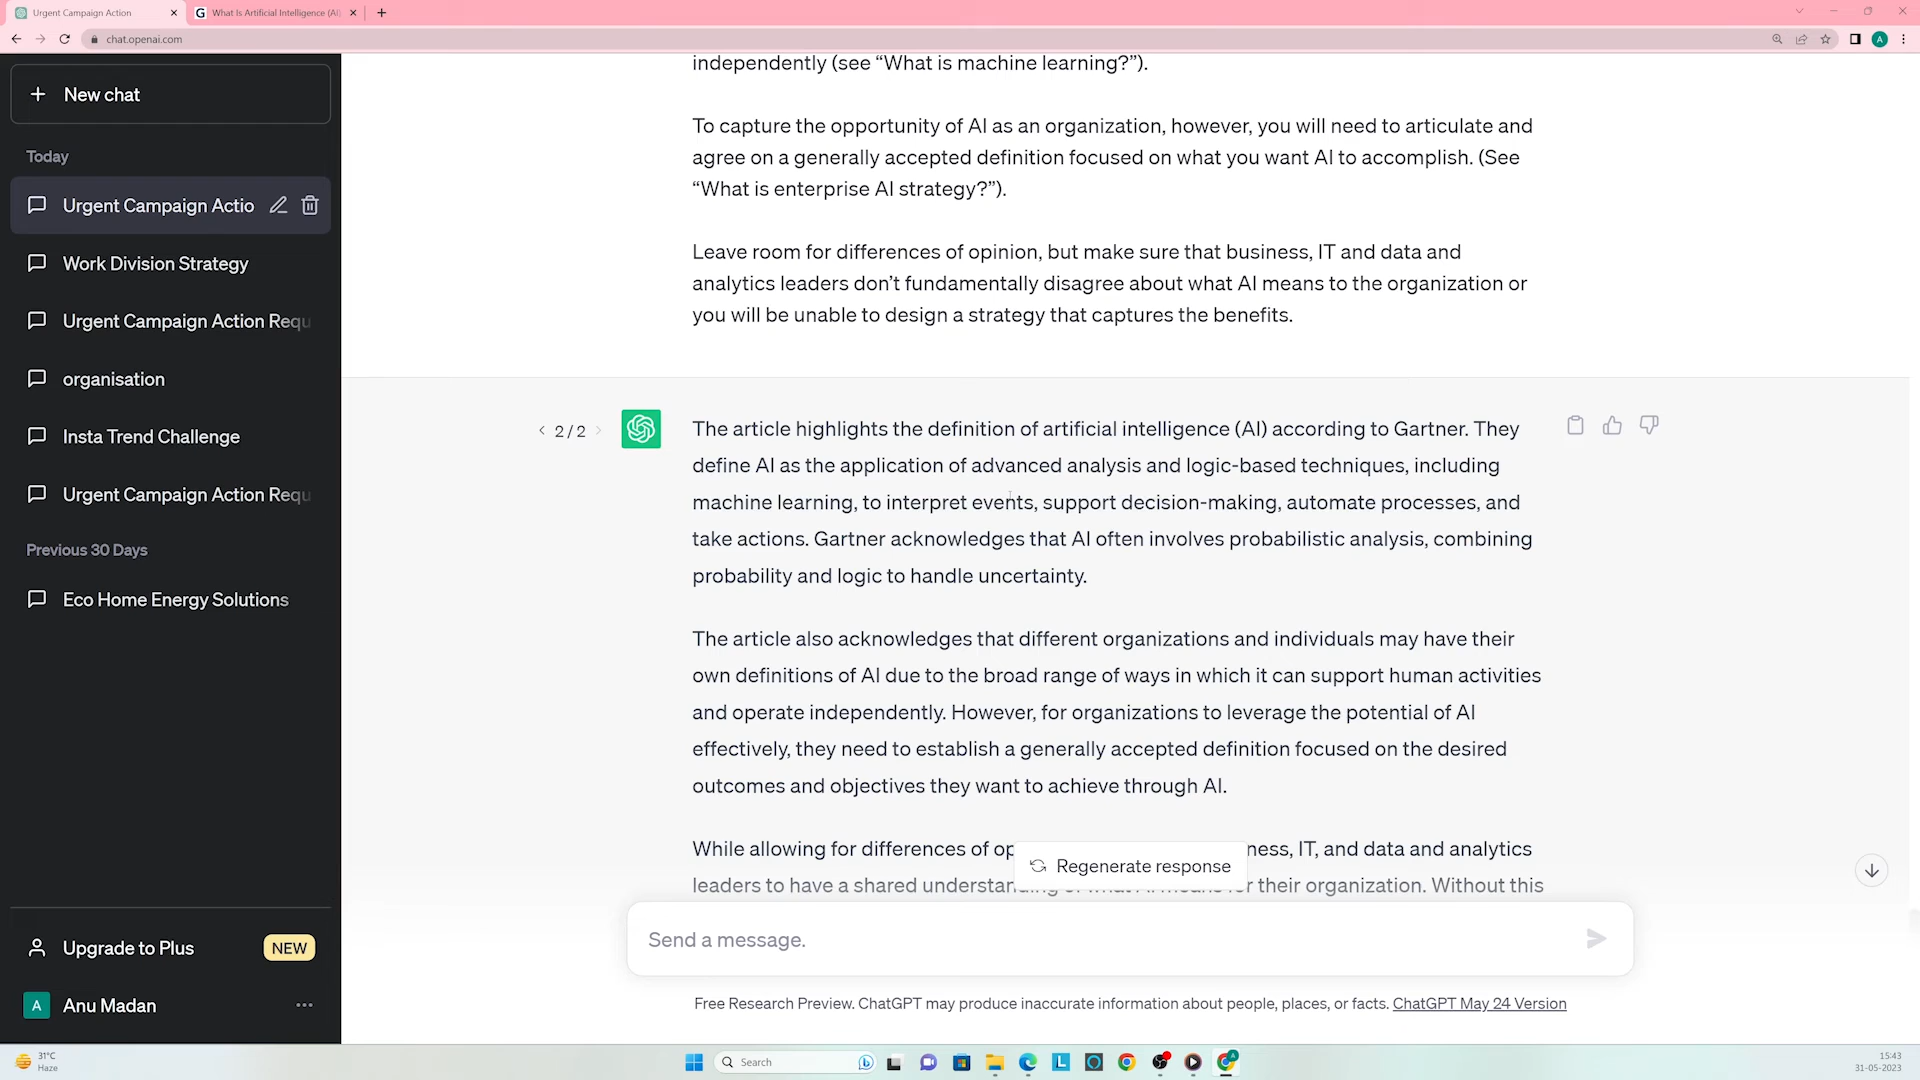 Urgent Campaign Action
What Is Artificial Intelligence (AI)
chat.openai.com
A
New chat
Today
Urgent Campaign Actio
Work Division Strategy
Urgent Campaign Action Requ
organisation
Insta Trend Challenge
Urgent Campaign Action Requ
Previous 30 Days
Eco Home Energy Solutions
Upgrade to Plus NEW
A Anu Madan
independently (see “What is machine learning?”).
To capture the opportunity of AI as an organization, however, you will need to articulate and
agree on a generally accepted definition focused on what you want AI to accomplish. (See
“What is enterprise AI strategy?”).
Leave room for differences of opinion, but make sure that business, IT and data and
analytics leaders don’t fundamentally disagree about what AI means to the organization or
you will be unable to design a strategy that captures the benefits.
2 / 2
The article highlights the definition of artificial intelligence (AI) according to Gartner. They
define AI as the application of advanced analysis and logic-based techniques, including
machine learning, to interpret events, support decision-making, automate processes, and
take actions. Gartner acknowledges that AI often involves probabilistic analysis, combining
probability and logic to handle uncertainty.
The article also acknowledges that different organizations and individuals may have their
own definitions of AI due to the broad range of ways in which it can support human activities
and operate independently. However, for organizations to leverage the potential of AI
effectively, they need to establish a generally accepted definition focused on the desired
outcomes and objectives they want to achieve through AI.
While allowing for differences of op ness, IT, and data and analytics
Regenerate response
leaders to have a shared understanding of what AI means for their organization. Without this
Send a message.
Free Research Preview. ChatGPT may produce inaccurate information about people, places, or facts. ChatGPT May 24 Version
31°C
Haze
Search
15:43
31-05-2023